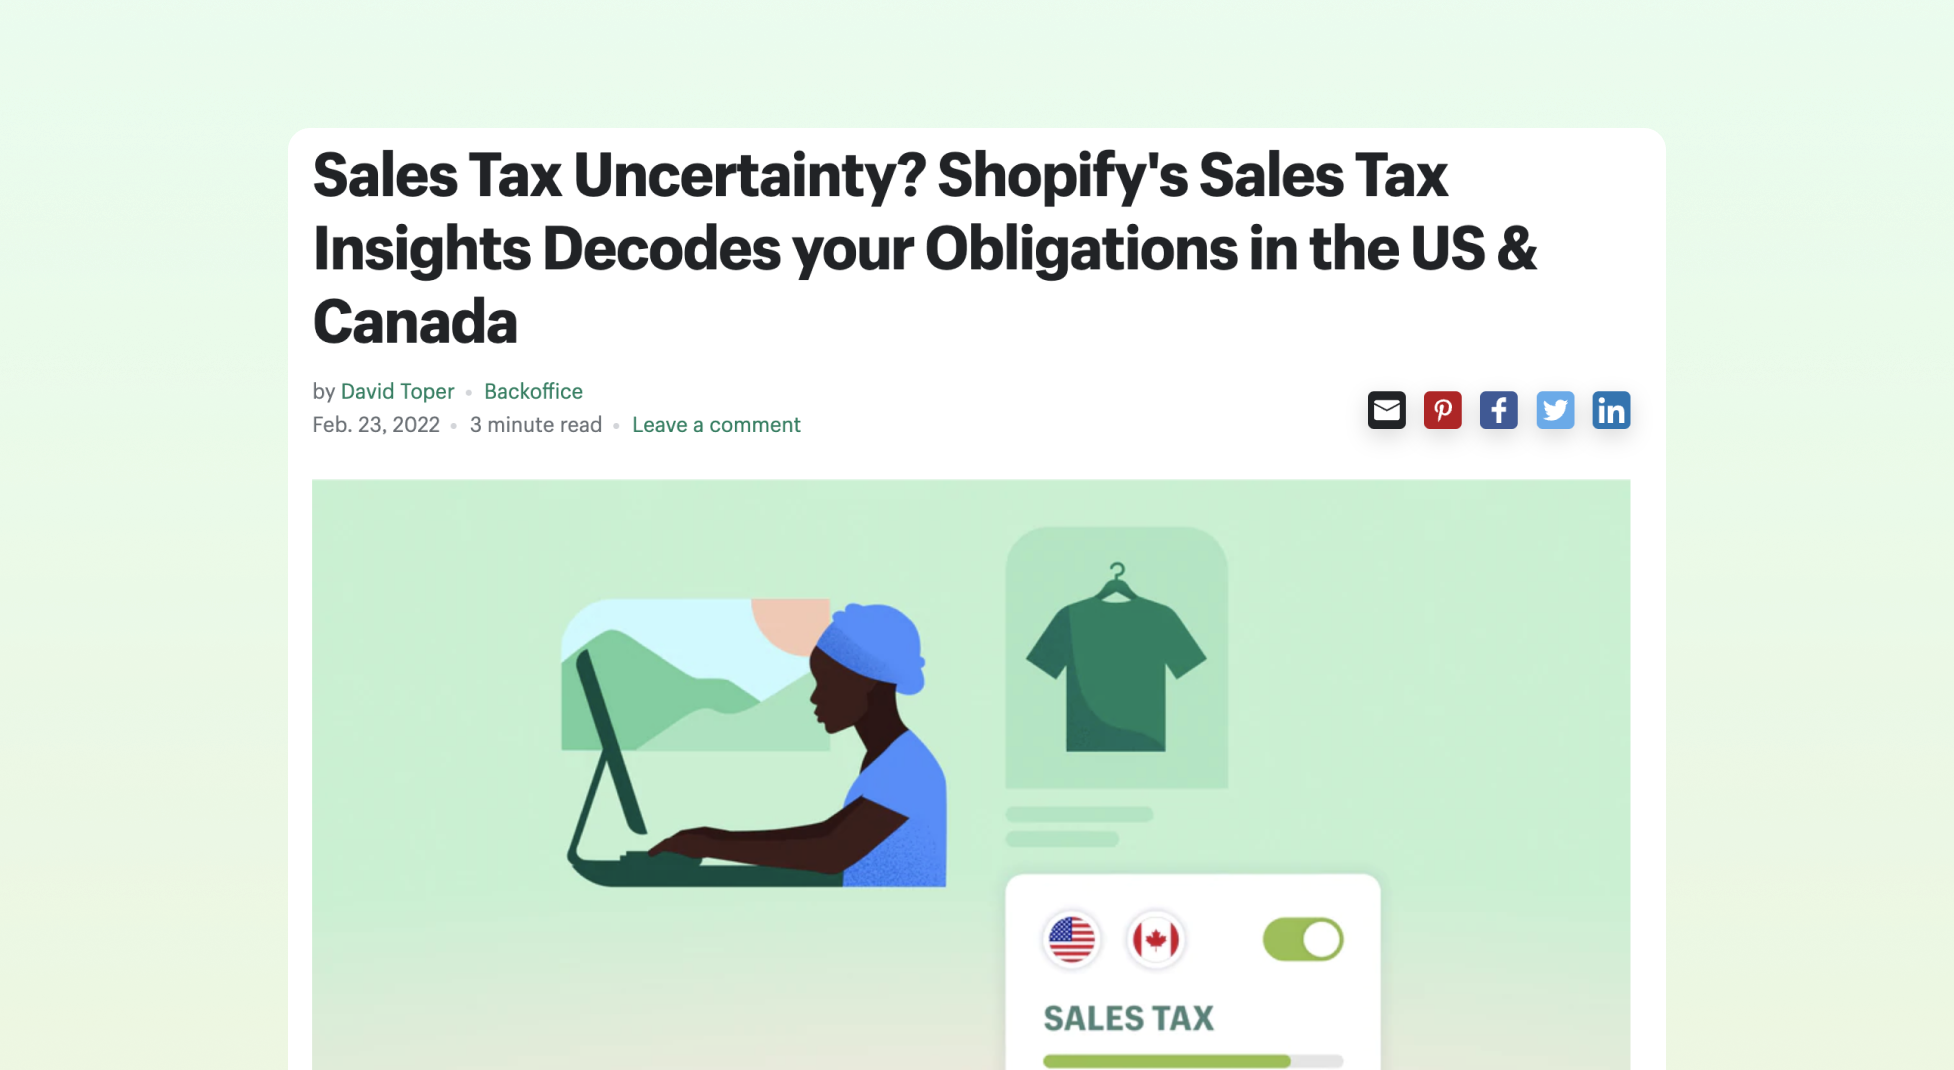 Sales Tax Uncertainty? Shopify's Sales Tax
Insights Decodes your Obligations in the US &
Canada
by David Toper • Backoffice
Feb. 23, 2022 • 3 minute read • Leave a comment
SALES TAX